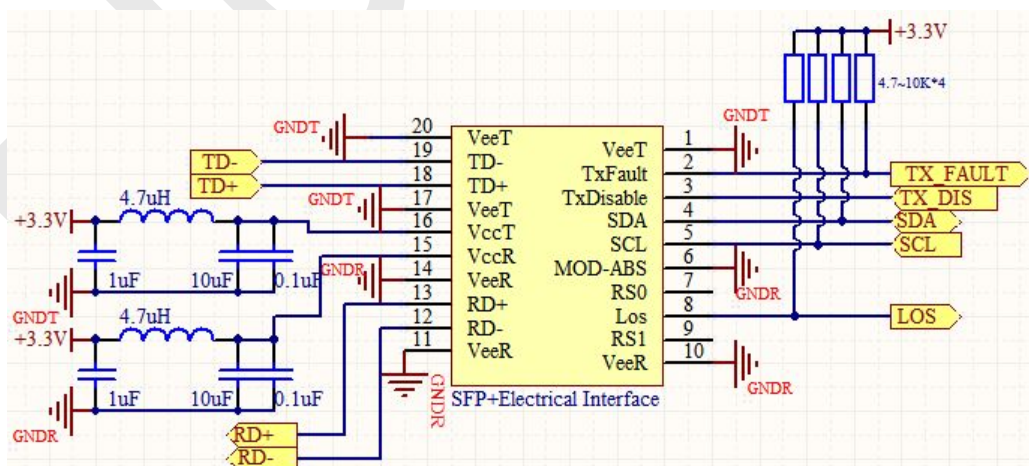 +3.3V
4.7~10K*4
GNDT
20
VeeT
VeeT
1
GNDT
TD-
19
TD-
TxFault
2
TX_FAULT
TD+
18
TD+
TxDisable
3
TX_DIS
GNDT
17
VeeT
SDA
4
SDA
4.7uH
+3.3V
16
VccT
SCL
5
SCL
15
VccR
MOD-ABS
6
GNDR
1uF
10uF
0.1uF
GNDR
14
VeeR
RS0
7
GNDT
13
RD+
Los
8
LOS
4.7uH
+3.3V
12
RD-
RS1
9
11
VeeR
VeeR
10
GNDR
1uF
10uF
0.1uF
GNDR
SFP+Electrical Interface
GNDR
RD+
RD-